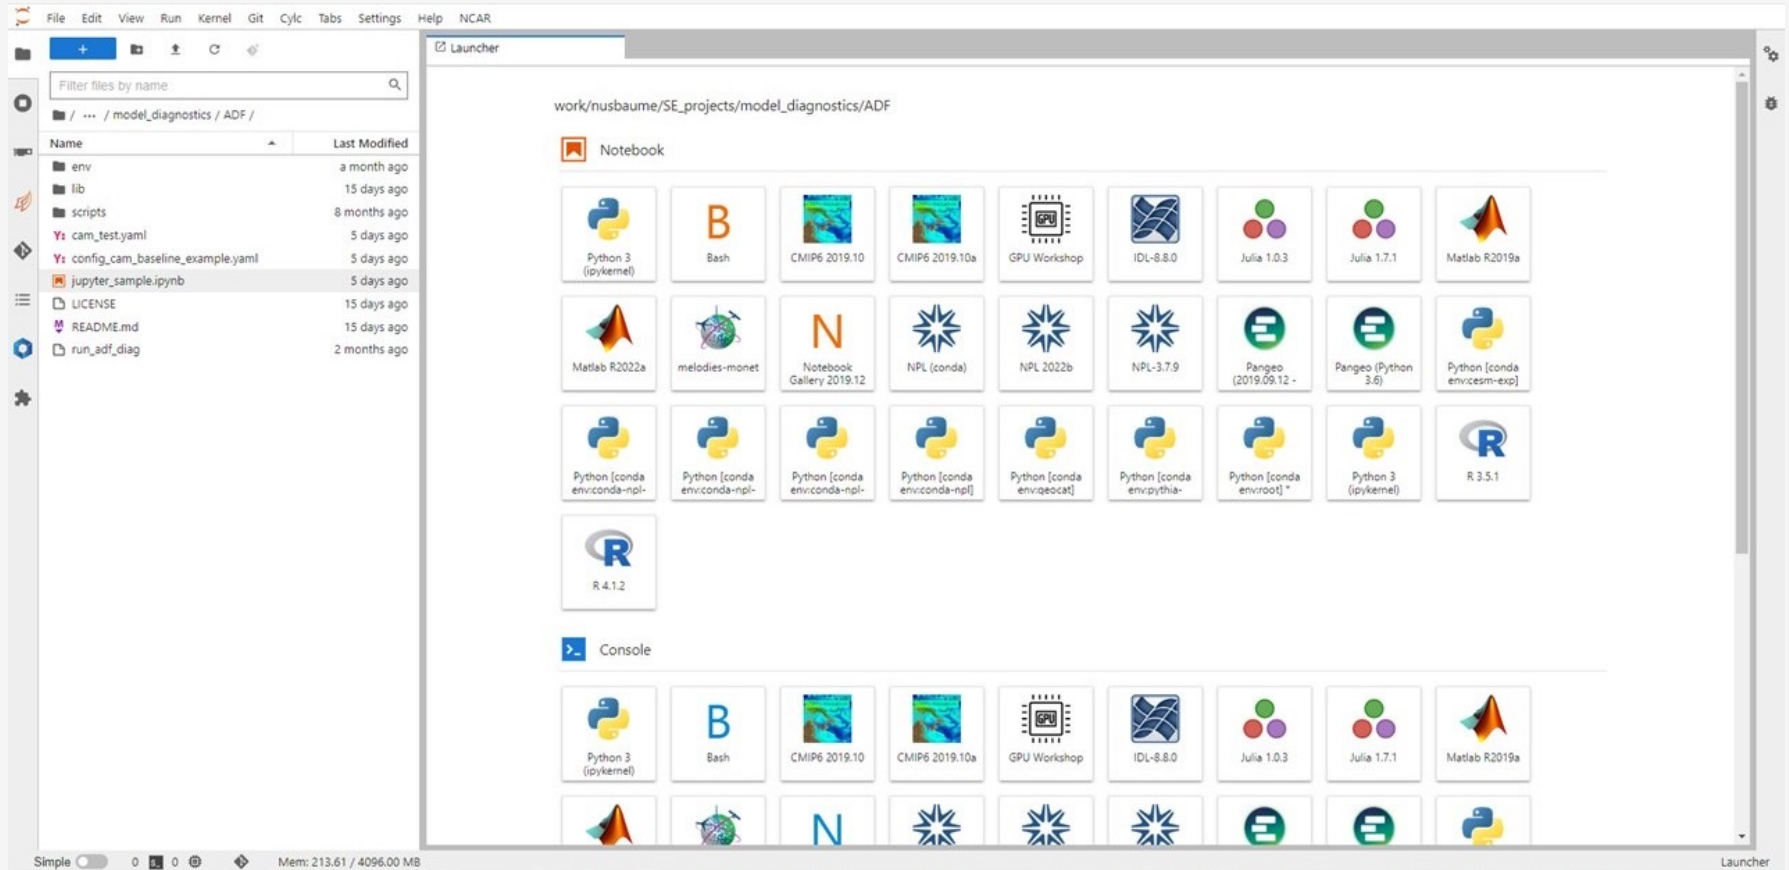 File Edit View Run Kernel Git Cylc Tabs Settings Help NCAR
+
Filter files by name
/ ... / model_diagnostics / ADF /
Name Last Modified
env a month ago
lib 15 days ago
scripts 8 months ago
Y: cam_test.yaml 5 days ago
Y: config_cam_baseline_example.yaml 5 days ago
jupyter_sample.ipynb 5 days ago
LICENSE 15 days ago
README.md 15 days ago
run_adf_diag 2 months ago
Launcher
work/nusbaume/SE_projects/model_diagnostics/ADF
Notebook
B
GPU
Python 3 Bash CMIP6 2019.10 CMIP6 2019.10a GPU Workshop IDL-8.8.0 Julia 1.0.3 Julia 1.7.1 Matlab R2019a
(ipykernel)
N
Matlab R2022a melodies-monet Notebook NPL (conda) NPL 2022b NPL-3.7.9 Pangeo Pangeo (Python Python [conda
Gallery 2019.12 (2019.09.12 - 3.6) env:cesm-exp]
R
Python [conda Python [conda Python [conda Python [conda Python [conda Python [conda Python [conda Python 3 R 3.5.1
env:conda-npl- env:conda-npl- env:conda-npl- env:conda-npl] env:geocat] env:pythia- env:root] * (ipykernel)
R
R 4.1.2
>_ Console
B
GPU
Python 3 Bash CMIP6 2019.10 CMIP6 2019.10a GPU Workshop IDL-8.8.0 Julia 1.0.3 Julia 1.7.1 Matlab R2019a
(ipykernel)
N
Simple 0 0 Mem: 213.61 / 4096.00 MB Launcher